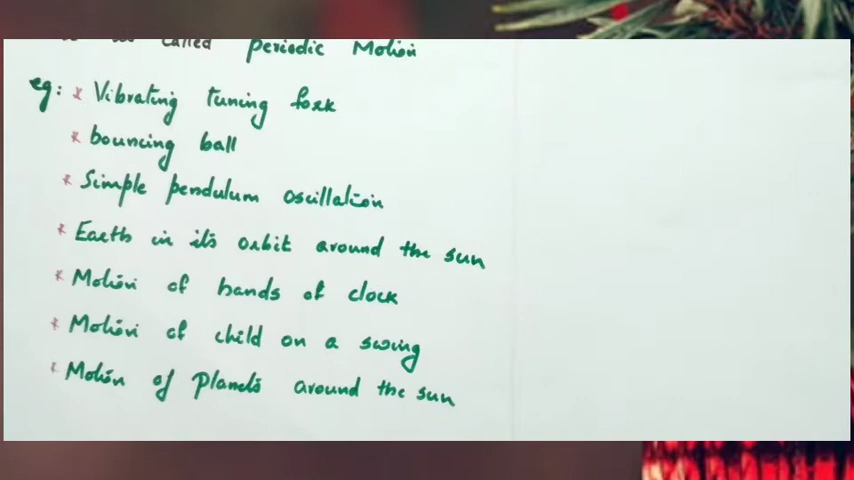 called periodic Motion
eg: * Vibrating tuning fork
* bouncing ball
* Simple pendulum oscillation
* Earth in its orbit around the sun
* Motion of hands of clock
* Motion of child on a swing
* Motion of Planets around the sun